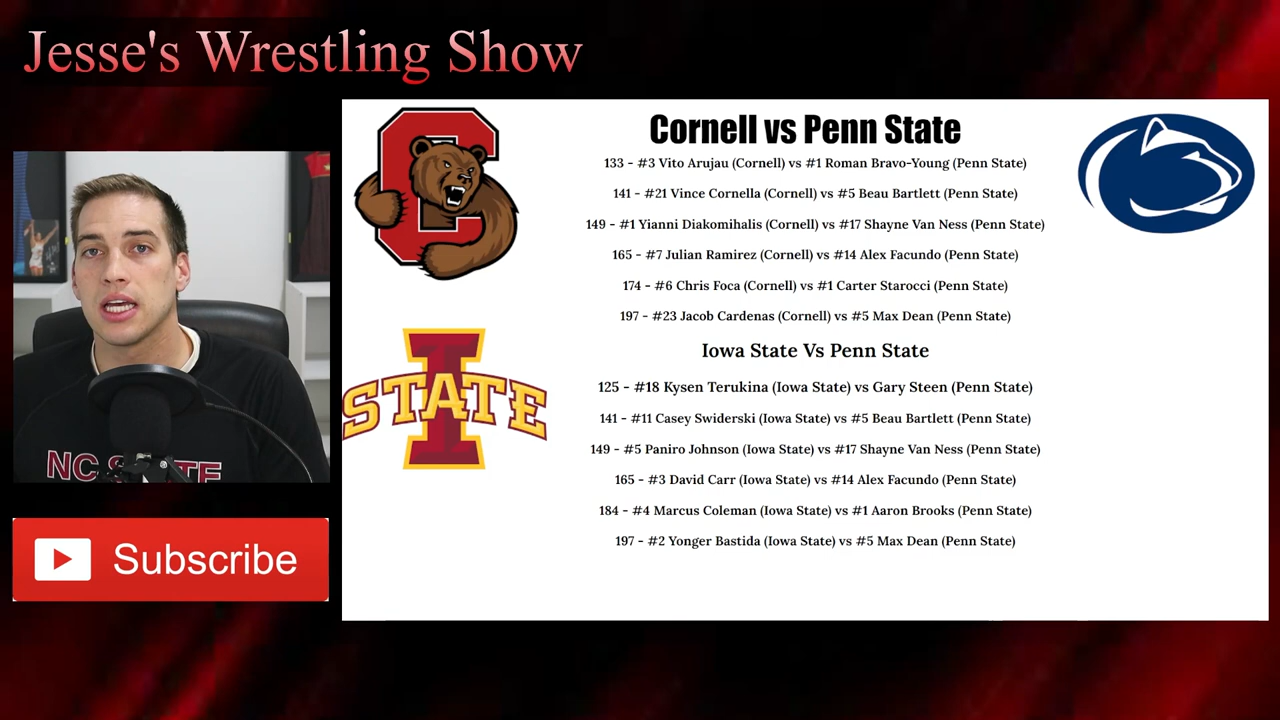 Jesse's Wrestling Show
Cornell vs Penn State
133 - #3 Vito Arujau (Cornell) vs #1 Roman Bravo-Young (Penn State)
141 - #21 Vince Cornella (Cornell) vs #5 Beau Bartlett (Penn State)
149 - #1 Yianni Diakomihalis (Cornell) vs #17 Shayne Van Ness (Penn State)
165 - #7 Julian Ramirez (Cornell) vs #14 Alex Facundo (Penn State)
174 - #6 Chris Foca (Cornell) vs #1 Carter Starocci (Penn State)
197 - #23 Jacob Cardenas (Cornell) vs #5 Max Dean (Penn State)
STATE
Iowa State Vs Penn State
125 - #18 Kysen Terukina (Iowa State) vs Gary Steen (Penn State)
141 - #11 Casey Swiderski (Iowa State) vs #5 Beau Bartlett (Penn State)
149 - #5 Paniro Johnson (Iowa State) vs #17 Shayne Van Ness (Penn State)
165 - #3 David Carr (Iowa State) vs #14 Alex Facundo (Penn State)
184 - #4 Marcus Coleman (Iowa State) vs #1 Aaron Brooks (Penn State)
197 - #2 Yonger Bastida (Iowa State) vs #5 Max Dean (Penn State)
NC STATE
Subscribe